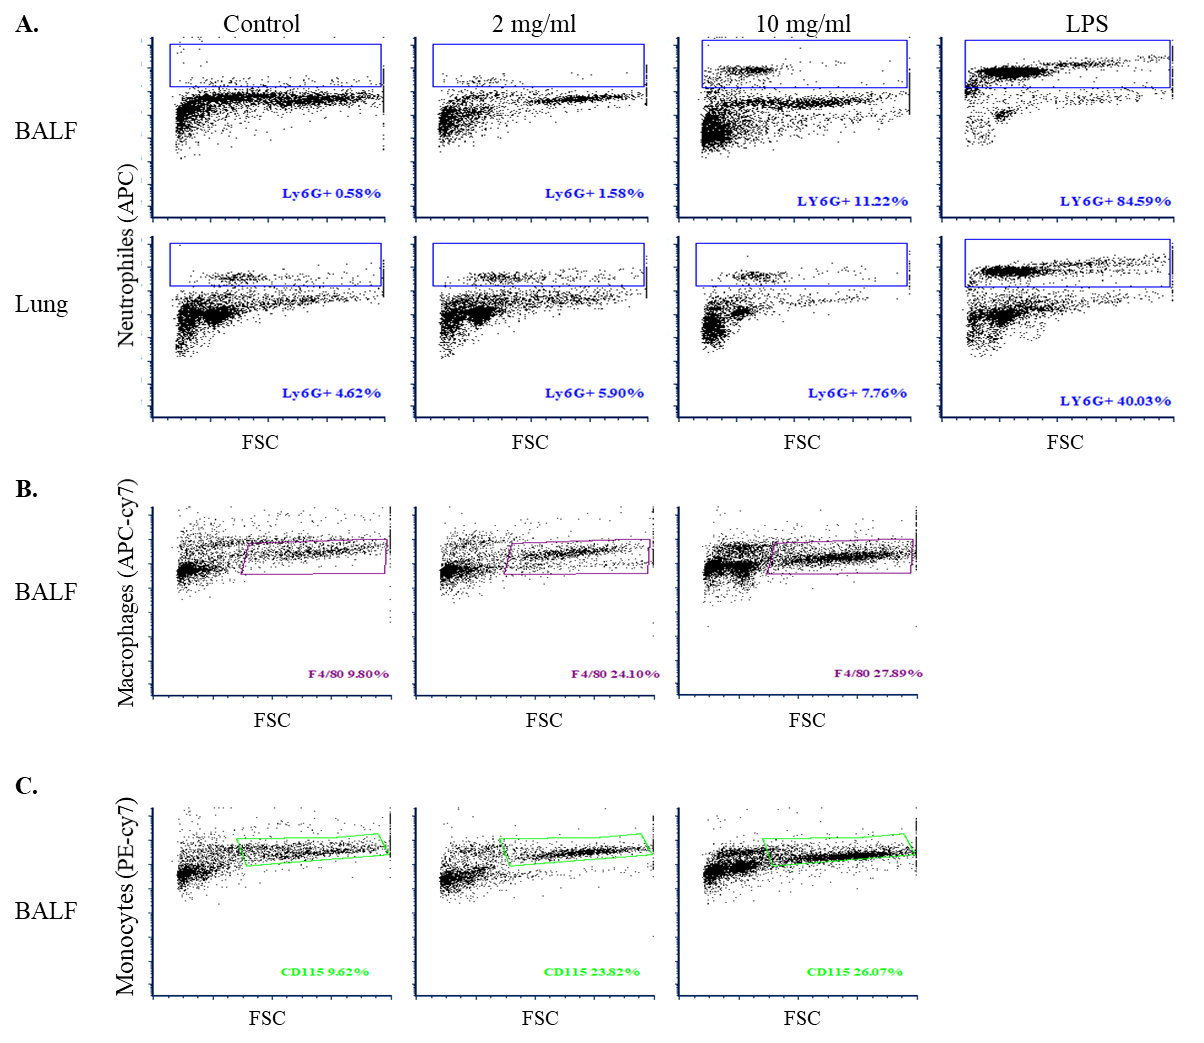 A.
Control 2 mg/ml 10 mg/ml LPS
BALF
Neutrophiles (APC)
Ly6G+ 0.58% Ly6G+ 1.58% LY6G+ 11.22% LY6G+ 84.59%
Lung
Ly6G+ 4.62% Ly6G+ 5.90% Ly6G+ 7.76% LY6G+ 40.03%
FSC FSC FSC FSC
B.
BALF
Macrophages (APC-cy7)
F4/80 9.80% F4/80 24.10% F4/80 27.89%
FSC FSC FSC
C.
BALF
Monocytes (PE-cy7)
CD115 9.62% CD115 23.82% CD115 26.07%
FSC FSC FSC